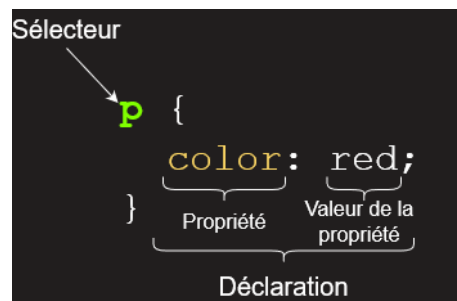 Sélecteur
p {
color: red;
}
Propriété
Valeur de la
propriété
Déclaration